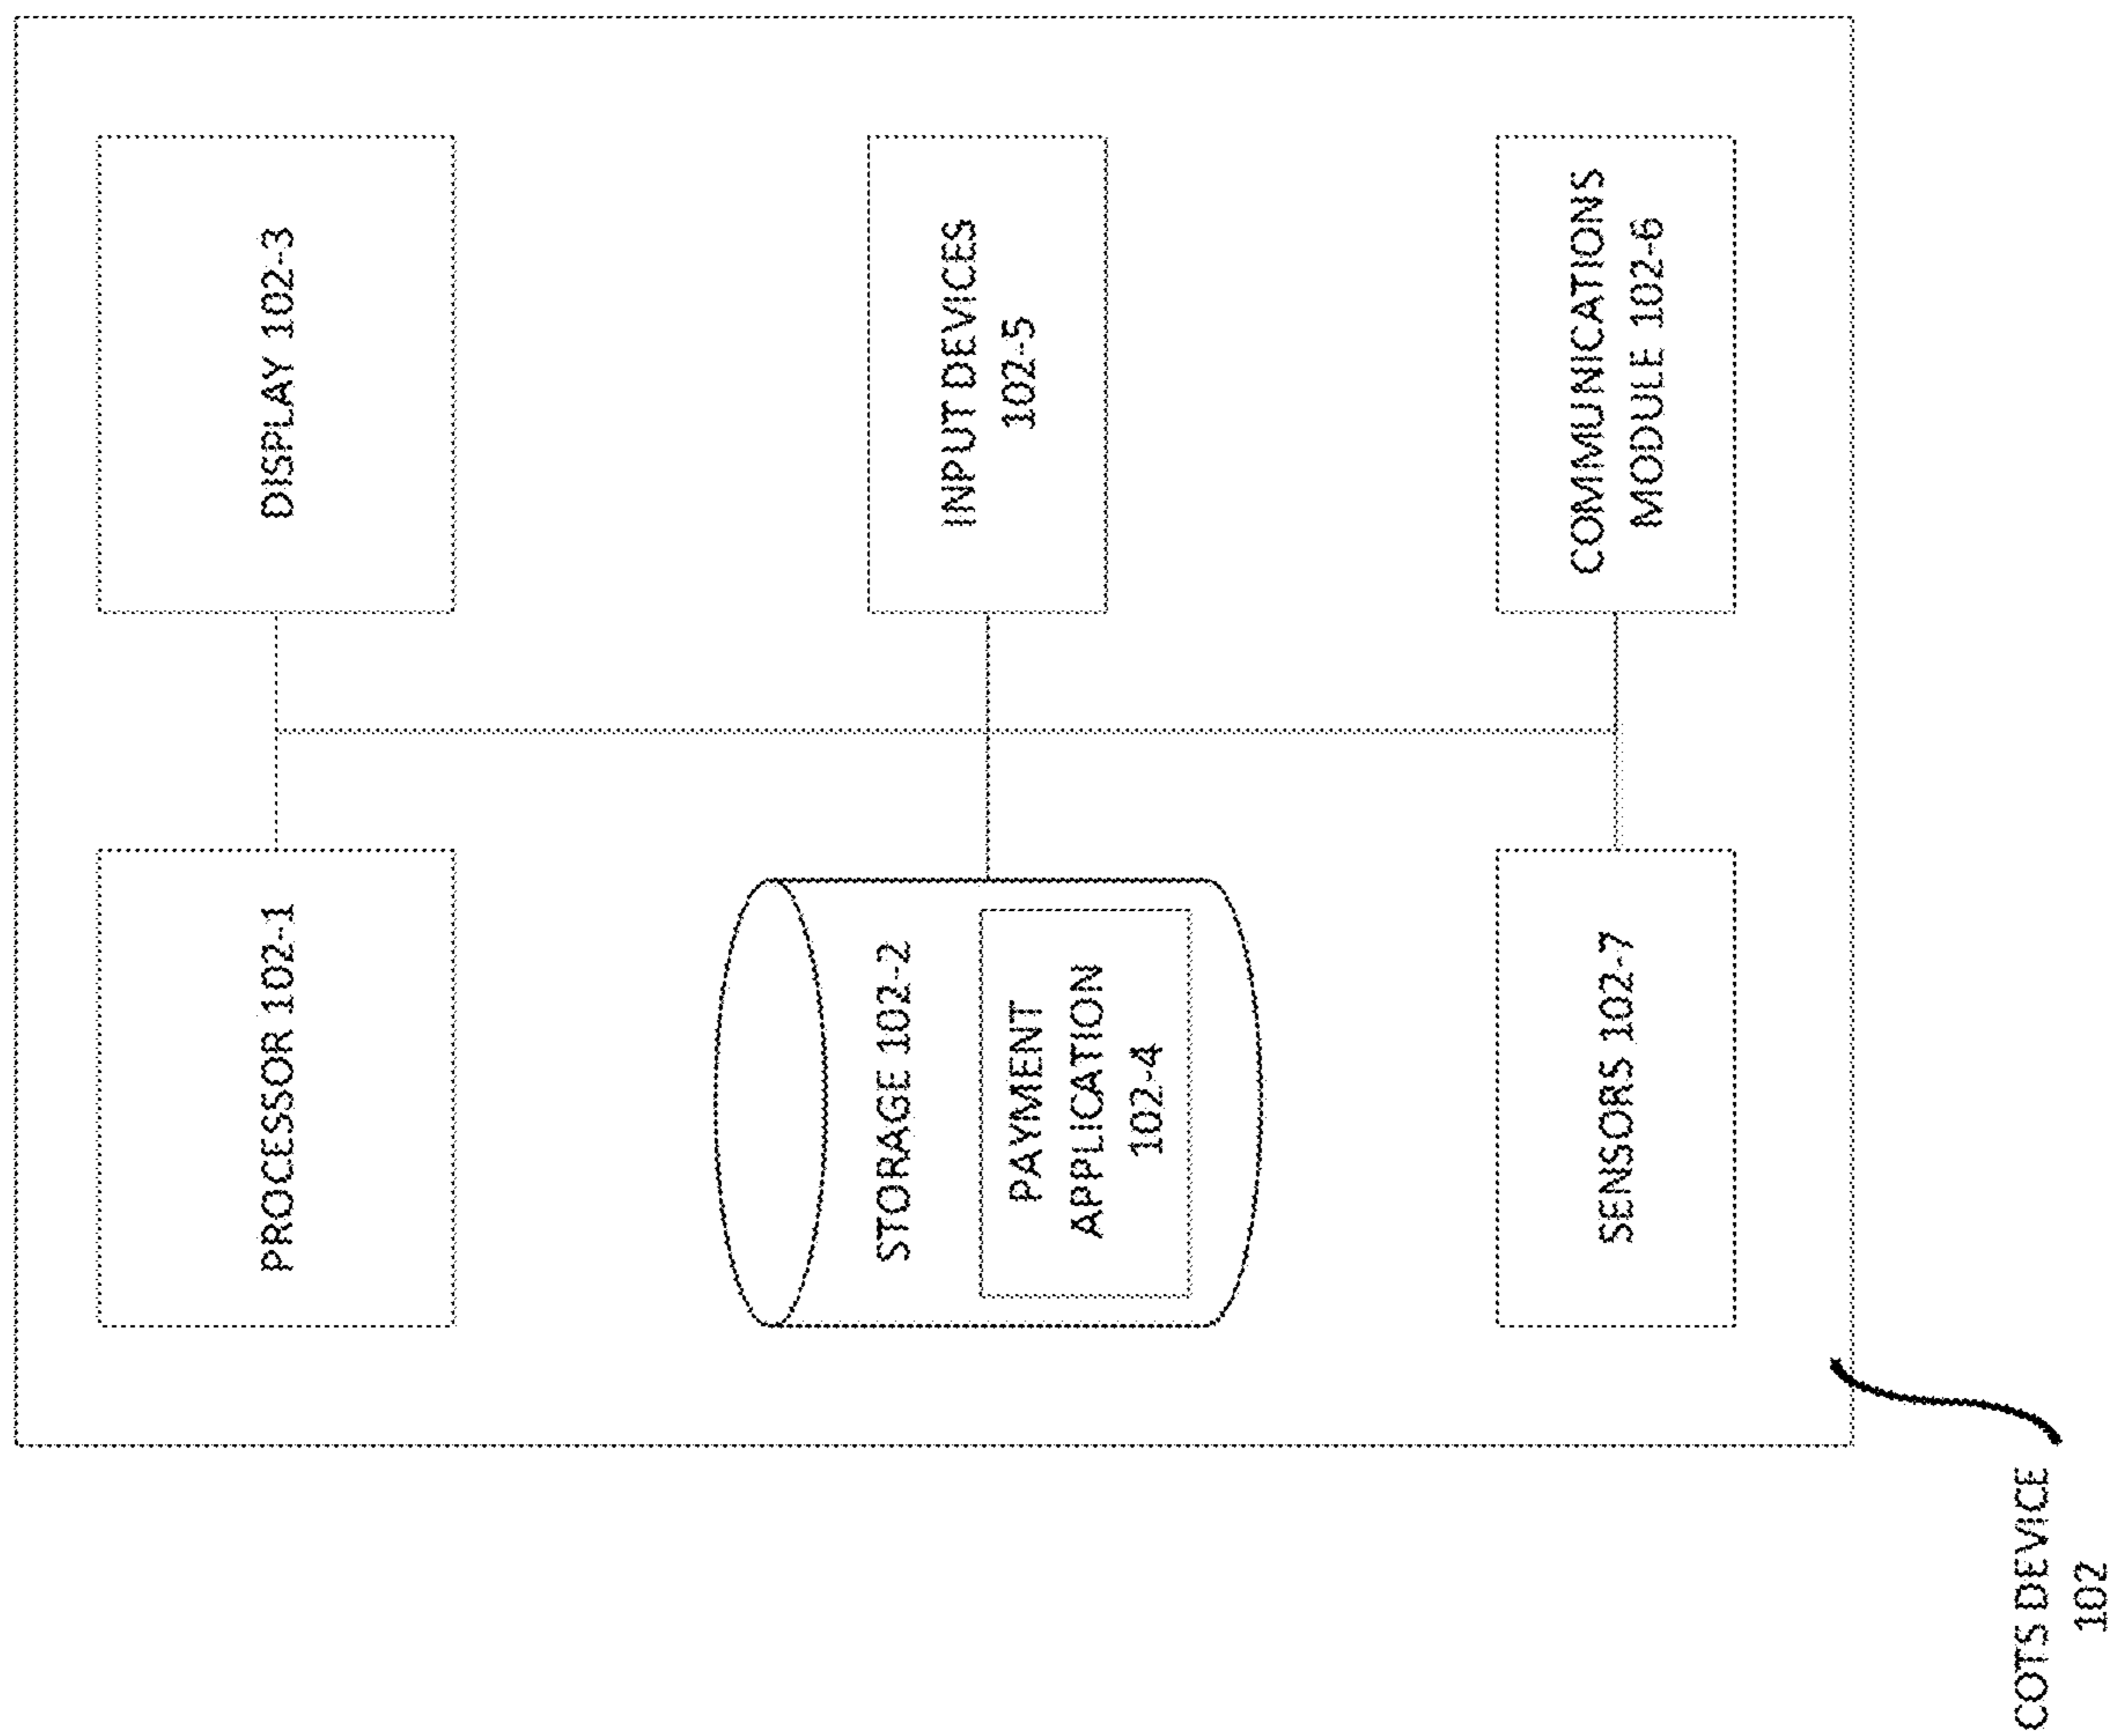 PROCESSOR 102-1
DISPLAY 102-3
STORAGE 102-2
PAYMENT
APPLICATION
102-4
INPUT DEVICES
102-5
SENSORS 102-7
COMMUNICATIONS
MODULE 102-6
COTS DEVICE
102